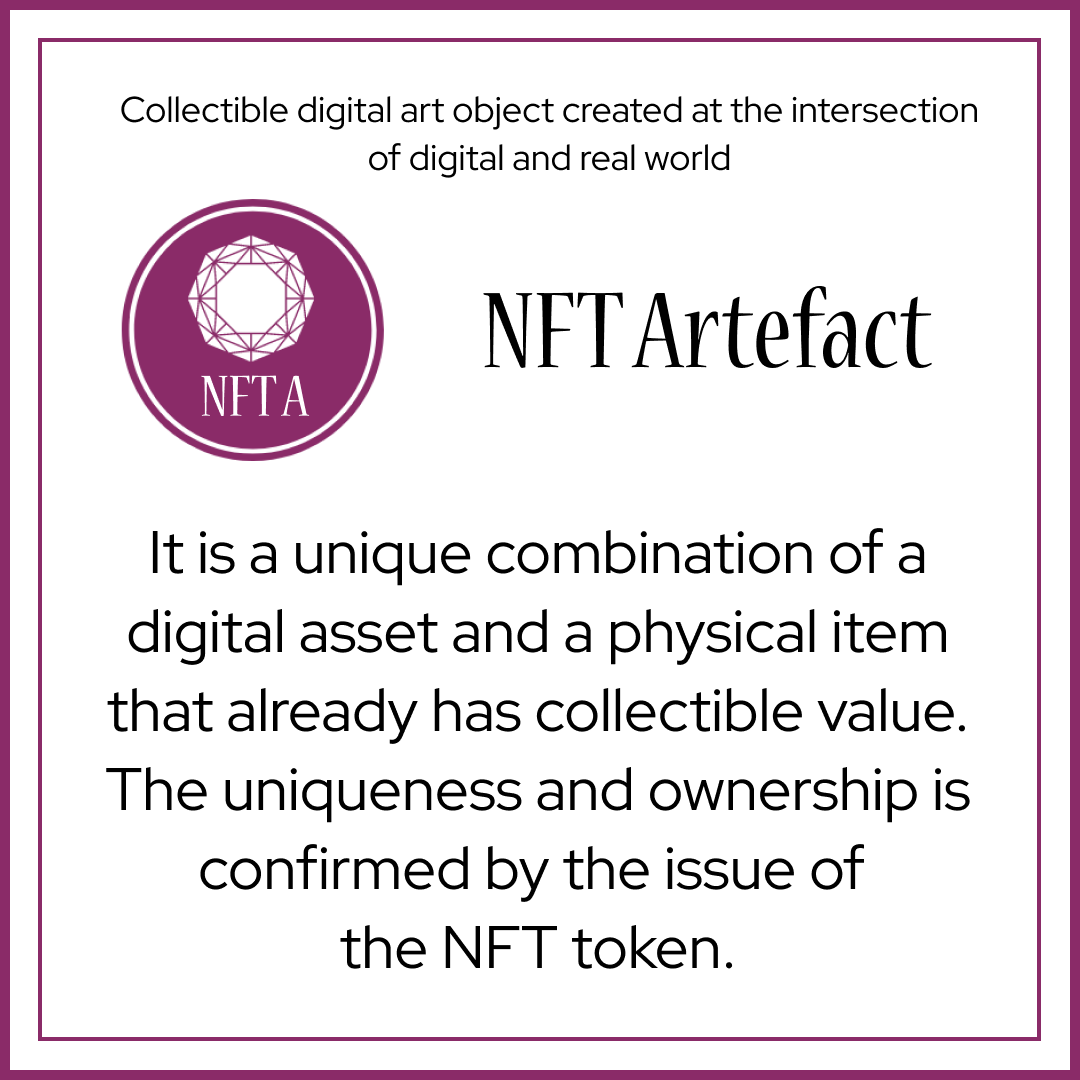 Collectible digital art object created at the intersection
of digital and real world
NFT A
NFT Artefact
It is a unique combination of a
digital asset and a physical item
that already has collectible value.
The uniqueness and ownership is
confirmed by the issue of
the NFT token.